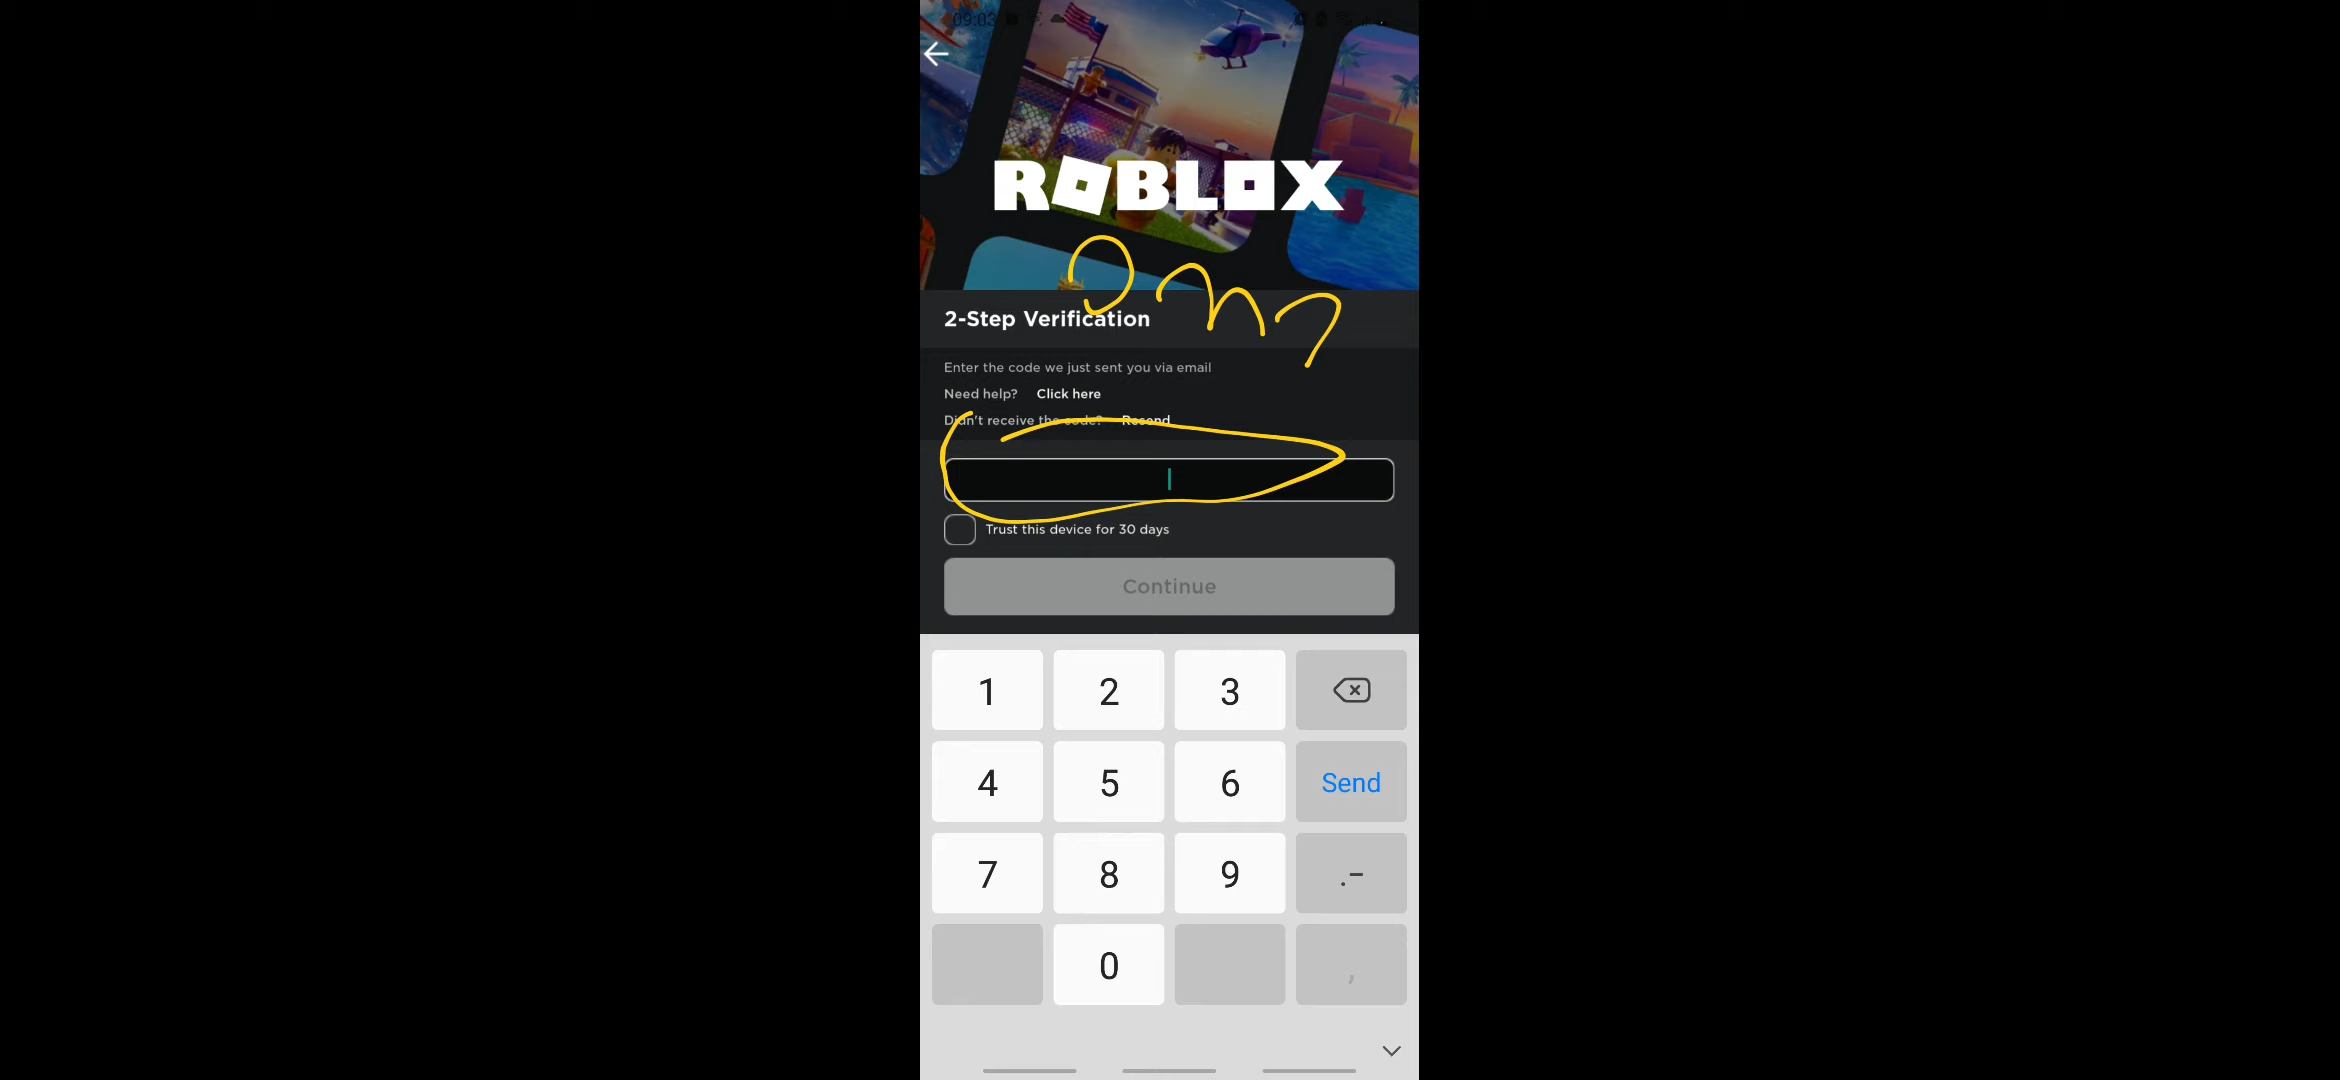 09:03
ROBLOX
2-Step Verification
Enter the code we just sent you via email
Need help? Click here
Didn't receive the code? Resend
Trust this device for 30 days
Continue
1 2 3
4 5 6 Send
7 8 9 .-
0 ,